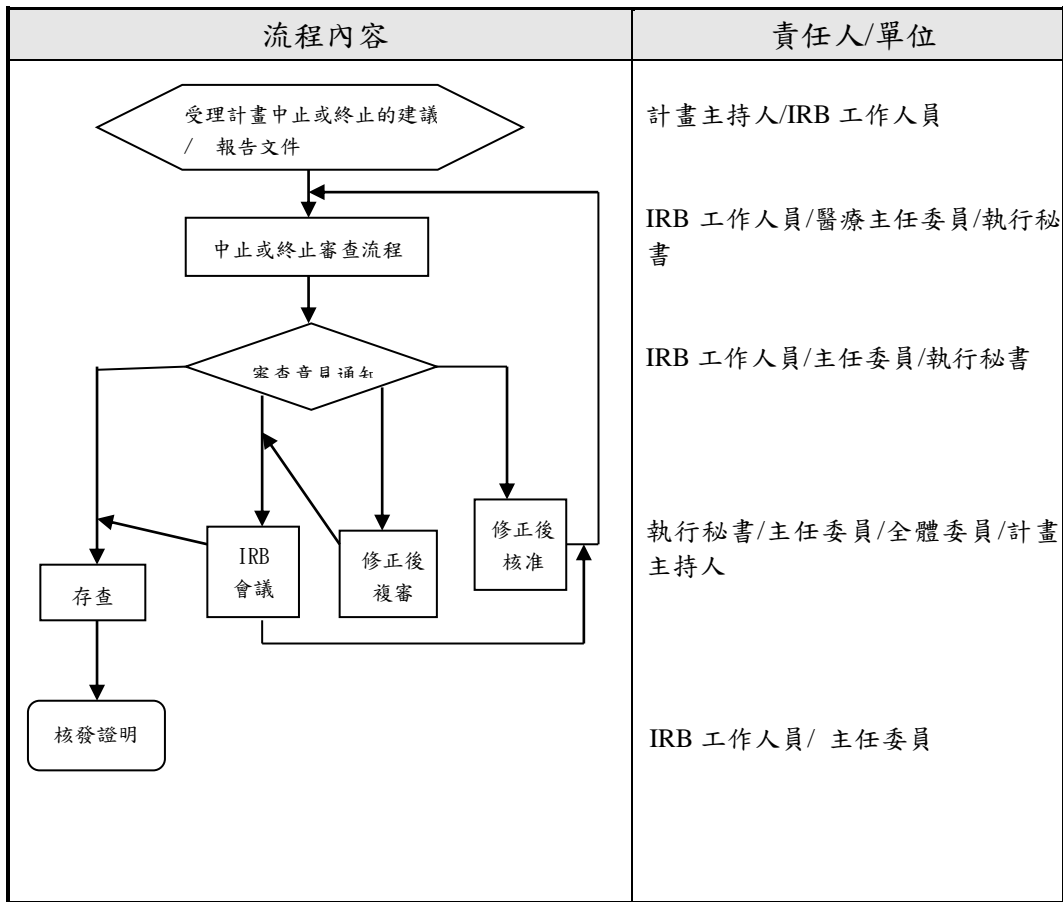 流程內容
責任人/單位
受理計畫中止或終止的建議
/ 報告文件
計畫主持人/IRB 工作人員
中止或終止審查流程
IRB 工作人員/醫療主任委員/執行秘
書
審查意見通知
IRB 工作人員/主任委員/執行秘書
存查
IRB
會議
修正後
複審
修正後
核准
執行秘書/主任委員/全體委員/計畫
主持人
核發證明
IRB 工作人員/ 主任委員